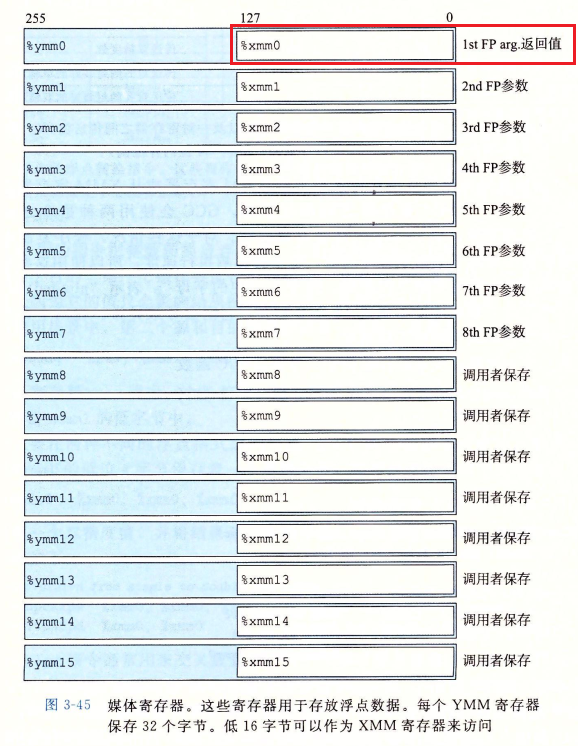 255 127 0
%ymm0 %xmm0 1st FP arg.返回值
%ymm1 %xmm1 2nd FP参数
%ymm2 %xmm2 3rd FP参数
%ymm3 %xmm3 4th FP参数
%ymm4 %xmm4 5th FP参数
%ymm5 %xmm5 6th FP参数
%ymm6 %xmm6 7th FP参数
%ymm7 %xmm7 8th FP参数
%ymm8 %xmm8 调用者保存
%ymm9 %xmm9 调用者保存
%ymm10 %xmm10 调用者保存
%ymm11 %xmm11 调用者保存
%ymm12 %xmm12 调用者保存
%ymm13 %xmm13 调用者保存
%ymm14 %xmm14 调用者保存
%ymm15 %xmm15 调用者保存
图 3-45 媒体寄存器。这些寄存器用于存放浮点数据。每个 YMM 寄存器
保存 32 个字节。低 16 字节可以作为 XMM 寄存器来访问